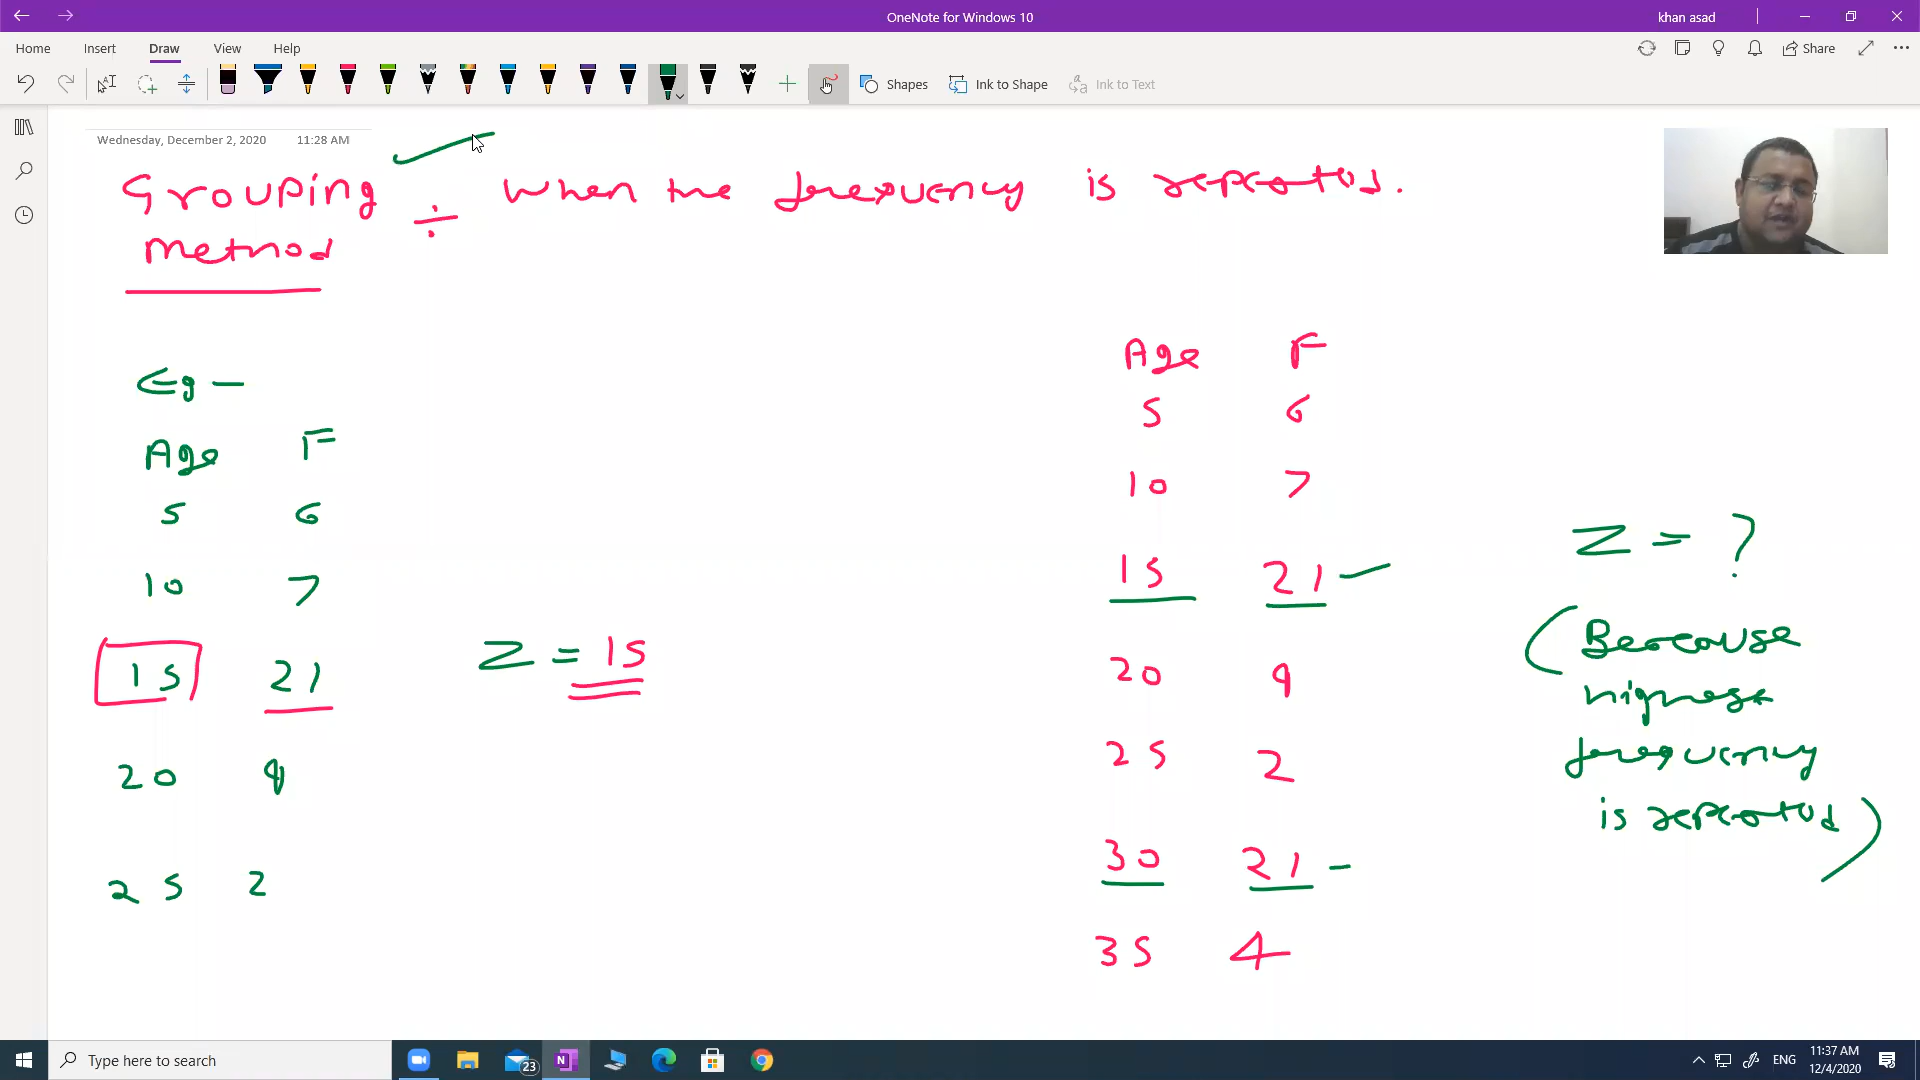 OneNote for Windows 10
khan asad
Home Insert Draw View Help
Share
Shapes
Ink to Shape
Ink to Text
Wednesday, December 2, 2020 11:28 AM
Grouping Method ÷ When the frequency is repeated.
Eg -
Age F
5 6
10 7
15 21
20 9
25 2
Z = 15
Age F
5 6
10 7
15 21
20 9
25 2
30 21
35 4
Z = ?
(Because
highest
frequency
is repeated)
Type here to search
23
ENG
11:37 AM
12/4/2020